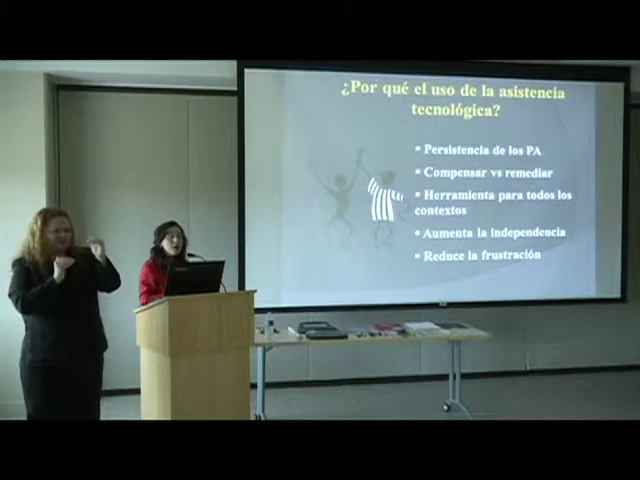 ¿Por qué el uso de la asistencia
tecnológica?
▪ Persistencia de los PA
▪ Compensar vs remediar
▪ Herramienta para todos los
contextos
▪ Aumenta la independencia
▪ Reduce la frustración